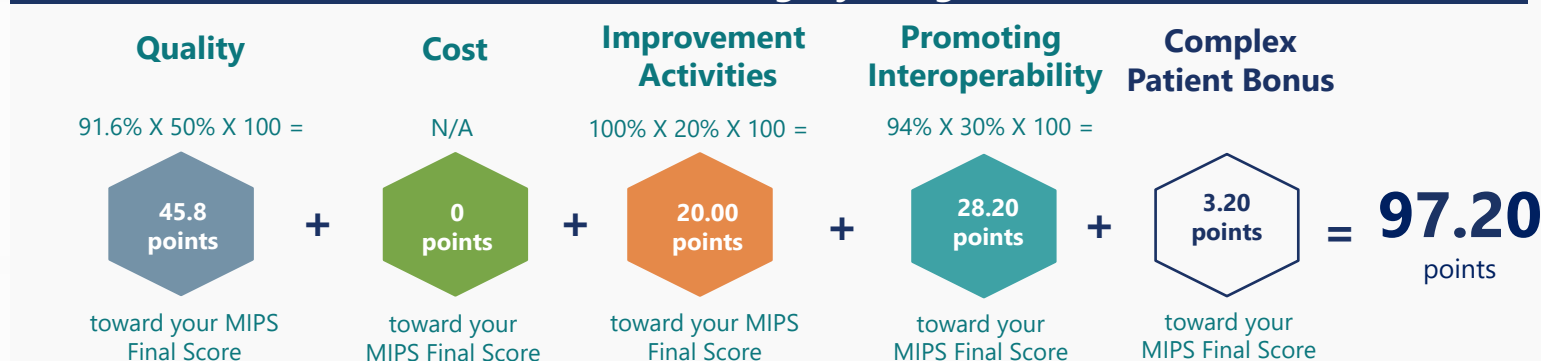 Quality
91.6% X 50% X 100 =
45.8
points
toward your MIPS
Final Score
+
Cost
N/A
0
points
toward your
MIPS Final Score
+
Improvement
Activities
100% X 20% X 100 =
20.00
points
toward your MIPS
Final Score
+
Promoting
Interoperability
94% X 30% X 100 =
28.20
points
toward your
MIPS Final Score
+
Complex
Patient Bonus
3.20
points
toward your
MIPS Final Score
=
97.20
points